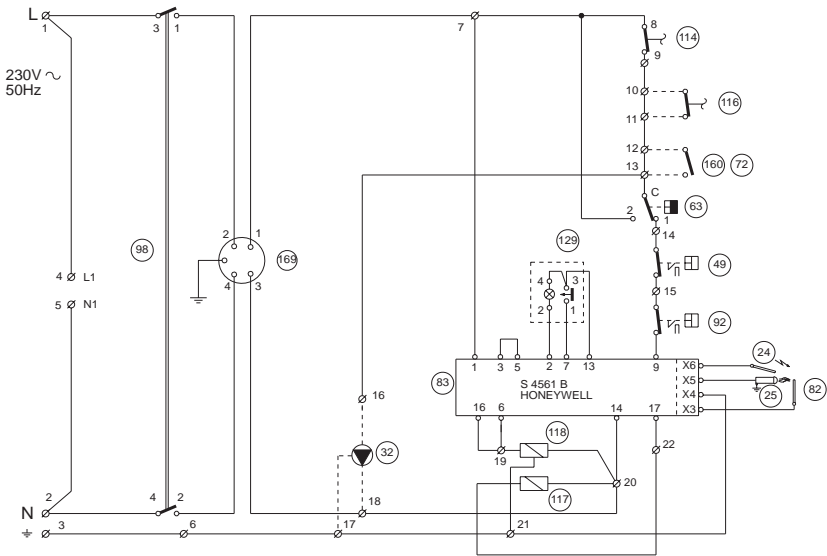 L
1
3 1
7
8
114
9
230V
50Hz
10
116
11
12
13
160 72
C
63
2 1
14
2 1
98
169
129
4 3
49
4 L1
4 3
5 N1
2 1
15
92
1 3 5 2 7 13 9
X6
24
83
S 4561 B
HONEYWELL
X5
X4
X3
25
82
16 6 14 17
16
118
22
19
32
20
117
2
4 2
18
N
3
6
17
21